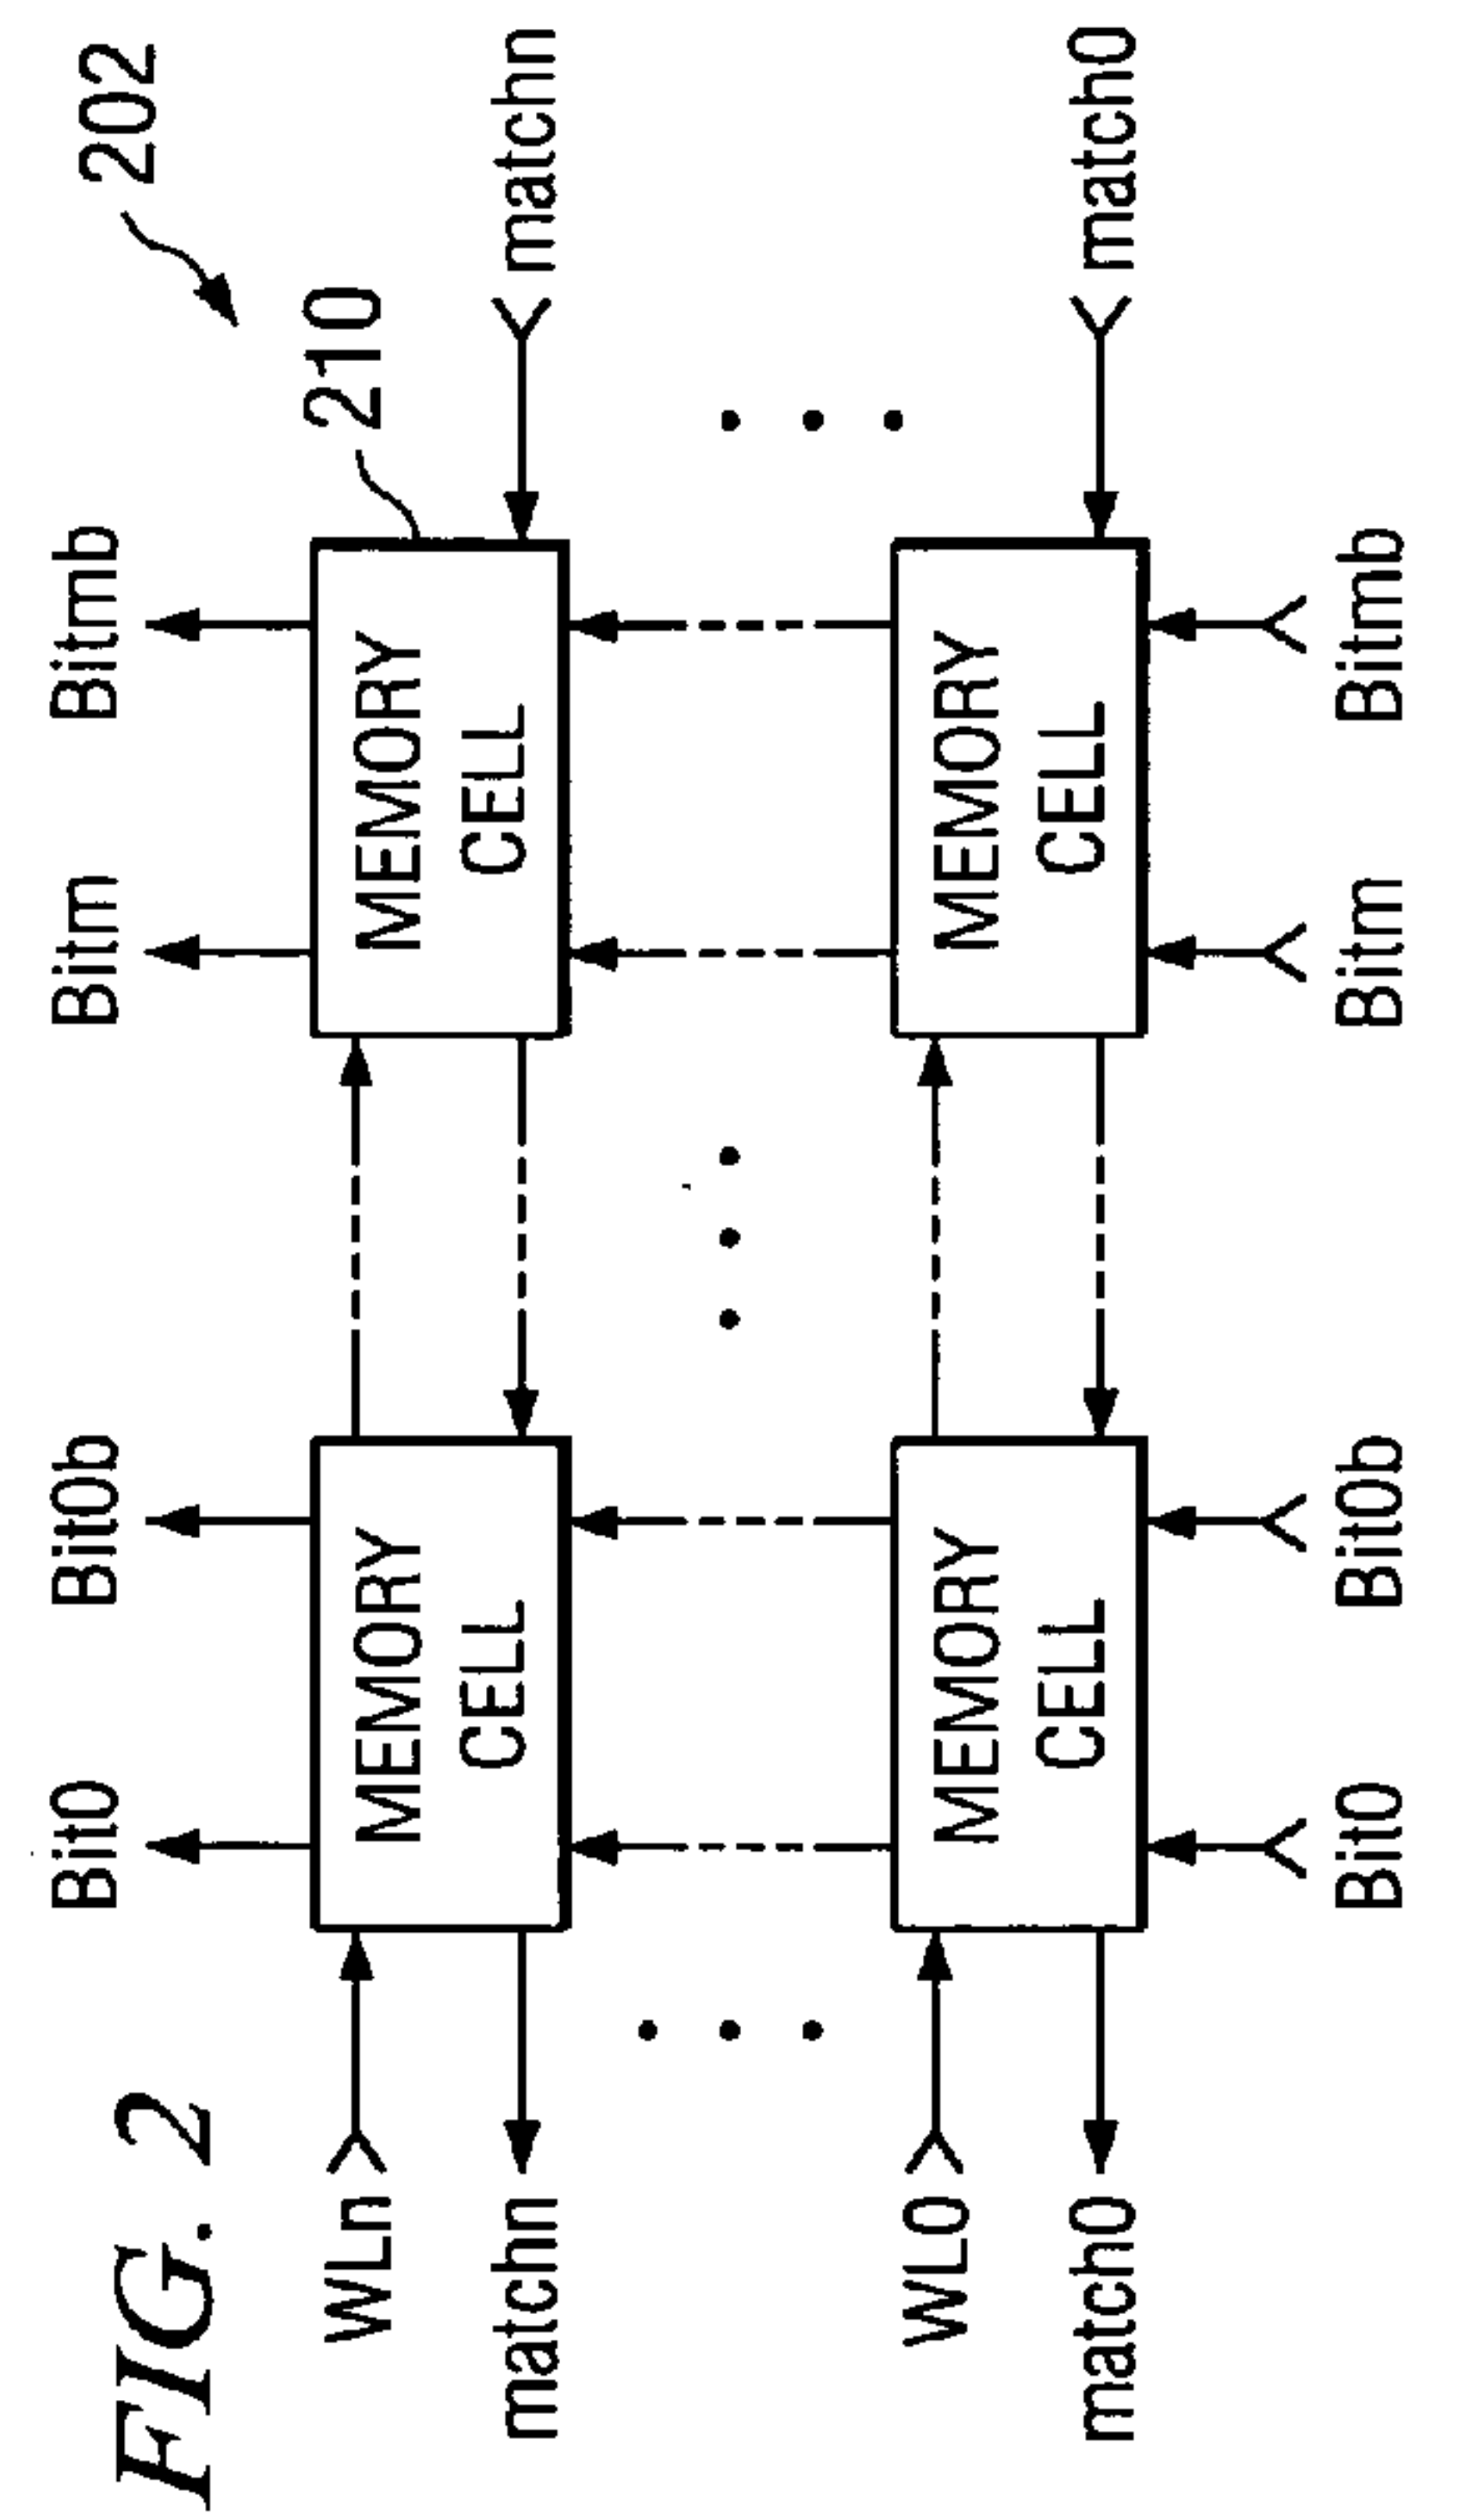 FIG. 2
202
Bit0 Bit0b Bitm Bitmb
210
WLn
MEMORY CELL
MEMORY CELL
matchn
matchn
WL0
MEMORY CELL
MEMORY CELL
match0
match0
Bit0 Bit0b Bitm Bitmb